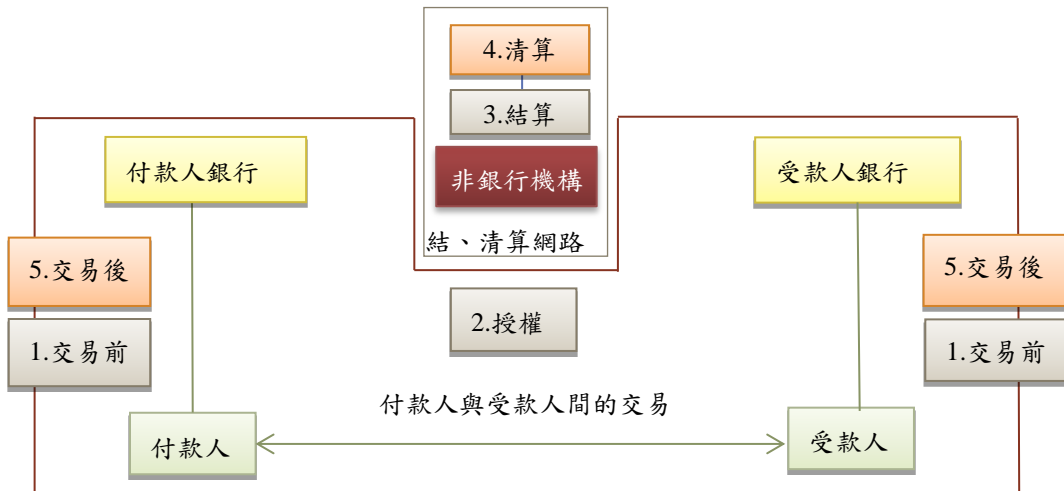 4.清算
3.結算
付款人銀行
非銀行機構
受款人銀行
結、清算網路
5.交易後
5.交易後
2.授權
1.交易前
1.交易前
付款人與受款人間的交易
付款人
受款人